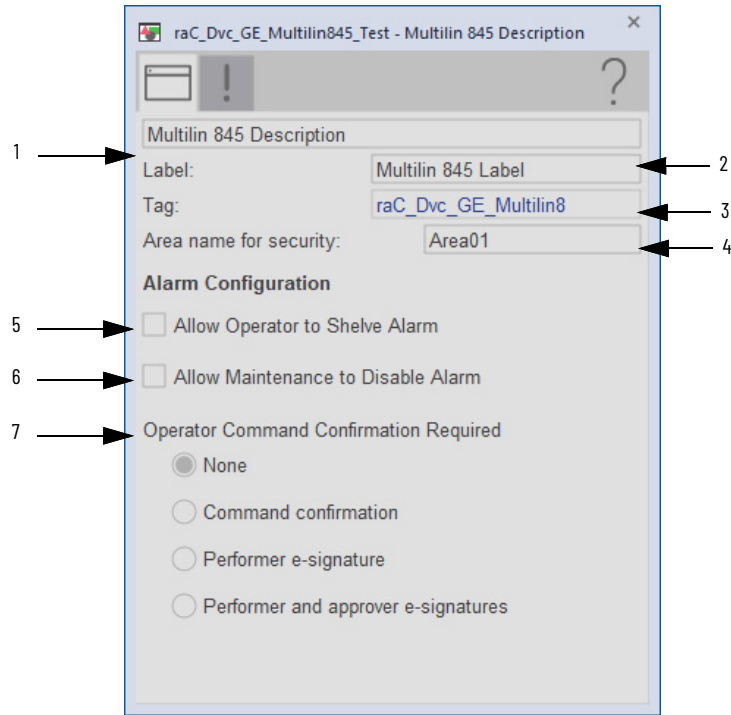 raC_Dvc_GE_Multilin845_Test - Multilin 845 Description ×
! ?
Multilin 845 Description
1
Label: Multilin 845 Label 2
Tag: raC_Dvc_GE_Multilin8 3
Area name for security: Area01 4
Alarm Configuration
5 Allow Operator to Shelve Alarm
6 Allow Maintenance to Disable Alarm
7 Operator Command Confirmation Required
None
Command confirmation
Performer e-signature
Performer and approver e-signatures